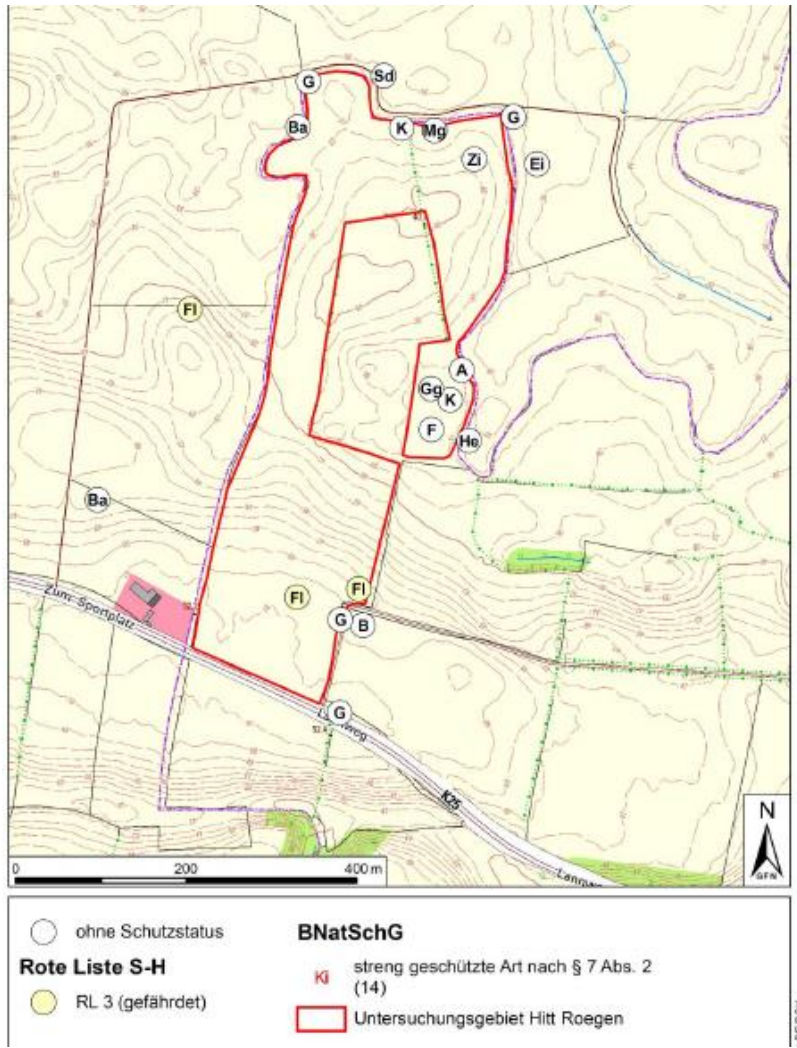 Sd
G
Ba
K
Mg
G
Zi
Ei
Fl
A
Gg
K
F
He
Ba
Fl
Fl
Zum Sportplatz
G
B
G
K25
N
GFN
0 200 400 m
ohne Schutzstatus
BNatSchG
Rote Liste S-H
Ki
streng geschützte Art nach § 7 Abs. 2
(14)
RL 3 (gefährdet)
Untersuchungsgebiet Hitt Roegen